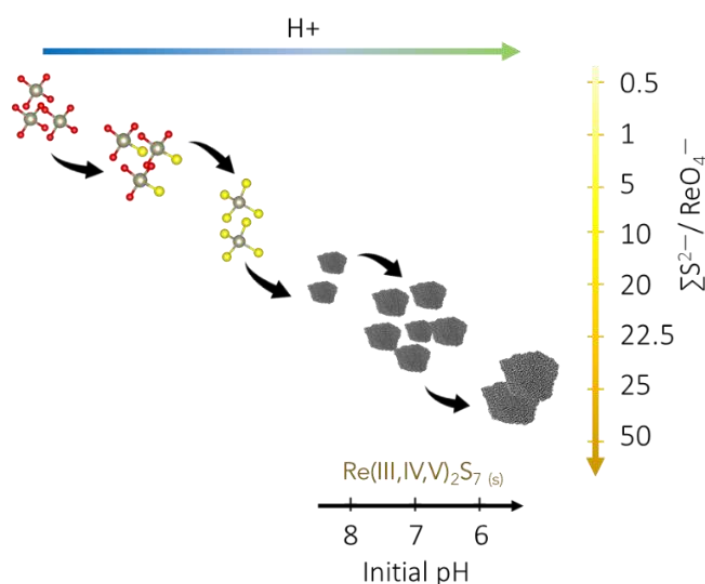 H+
0.5
1
5
10
20
22.5
25
50
∑S²⁻/ ReO₄⁻
Re(III,IV,V)₂S₇ (s)
8 7 6
Initial pH